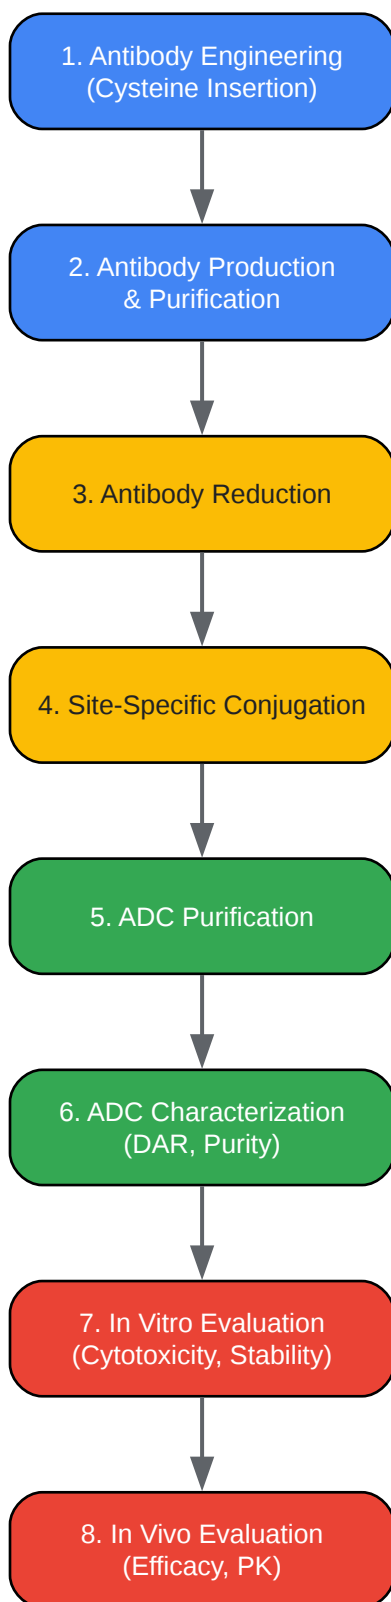 1. Antibody Engineering
(Cysteine Insertion)
2. Antibody Production
& Purification
3. Antibody Reduction
4. Site-Specific Conjugation
5. ADC Purification
6. ADC Characterization
(DAR, Purity)
7. In Vitro Evaluation
(Cytotoxicity, Stability)
8. In Vivo Evaluation
(Efficacy, PK)